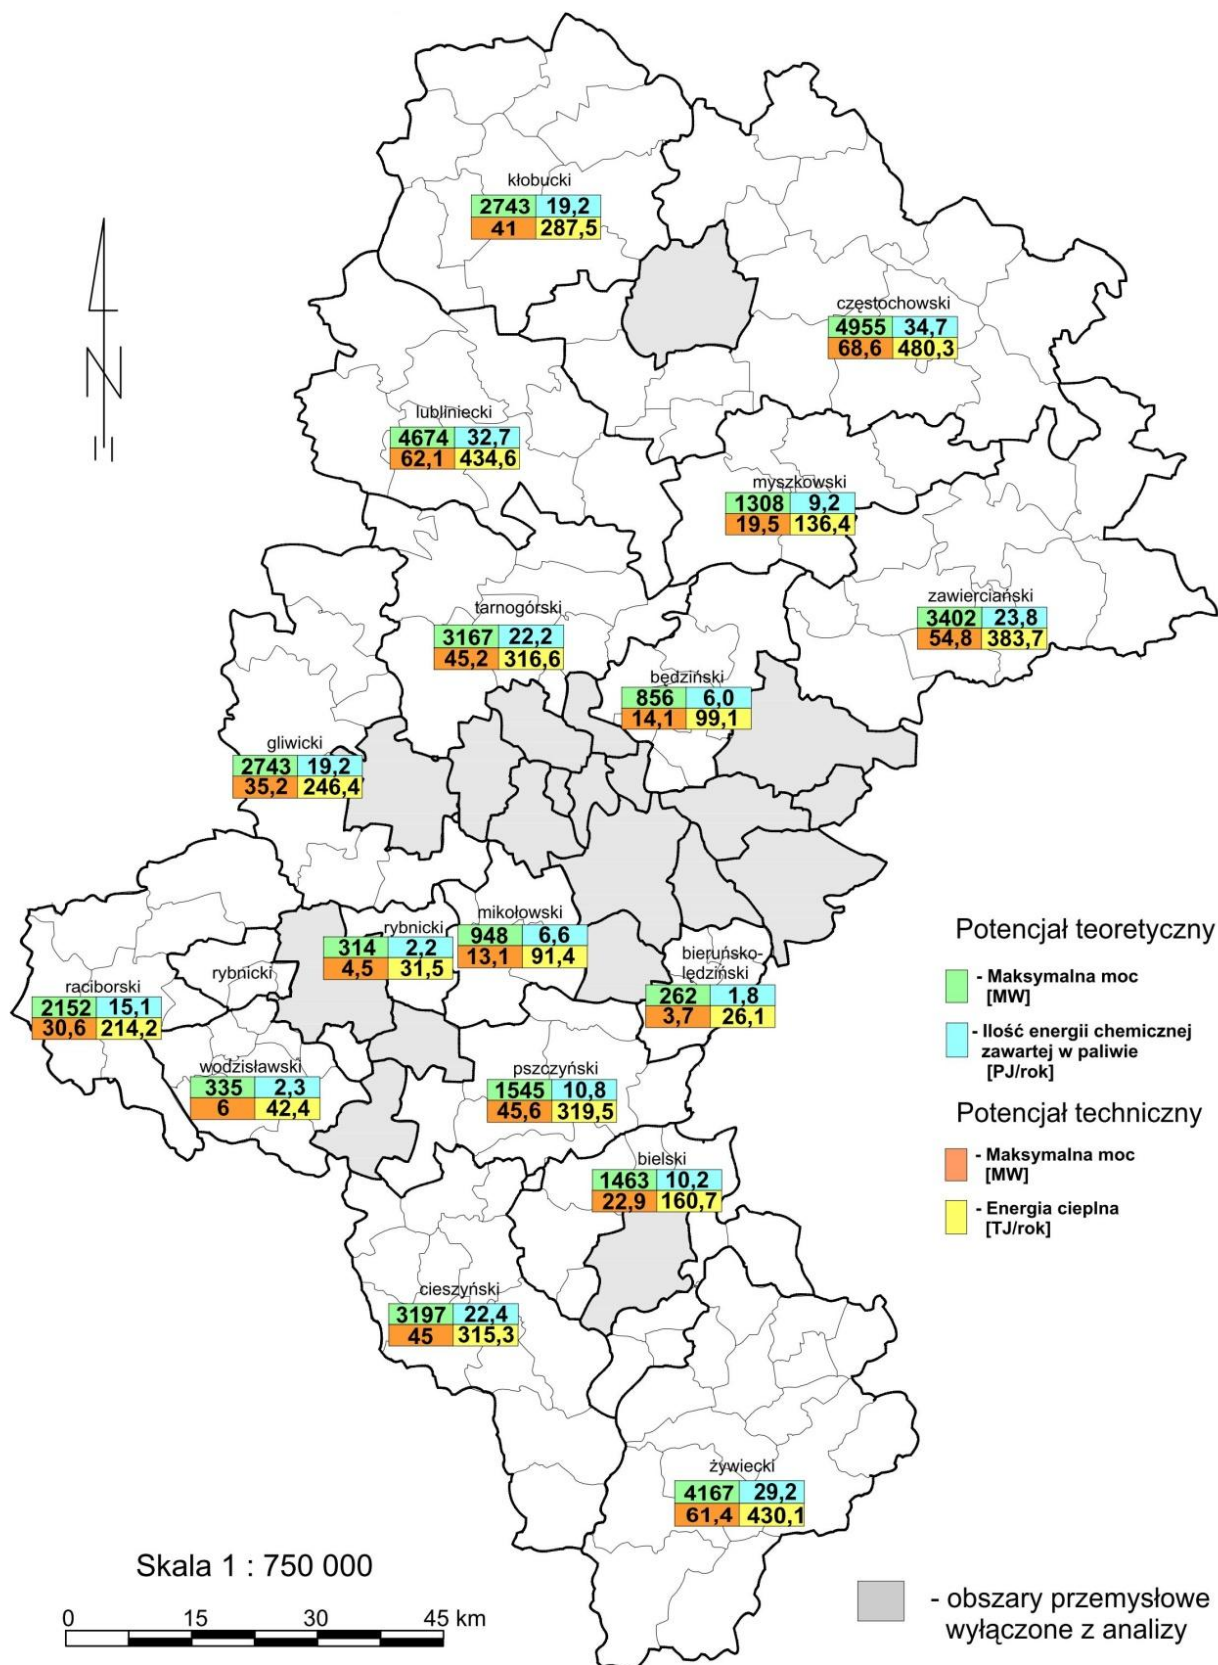 kłobucki
2743 19,2
41 287,5
częstochowski
4955 34,7
68,6 480,3
lubliniecki
4674 32,7
62,1 434,6
myszkowski
1308 9,2
19,5 136,4
zawierciański
3402 23,8
54,8 383,7
tarnogórski
3167 22,2
45,2 316,6
będziński
856 6,0
14,1 99,1
gliwicki
2743 19,2
35,2 246,4
mikołowski
948 6,6
13,1 91,4
rybnicki
314 2,2
4,5 31,5
rybnicki
bieruńsko-
lędziński
262 1,8
3,7 26,1
raciborski
2152 15,1
30,6 214,2
wodzisławski
335 2,3
6 42,4
pszczyński
1545 10,8
45,6 319,5
bielski
1463 10,2
22,9 160,7
cieszyński
3197 22,4
45 315,3
żywiecki
4167 29,2
61,4 430,1
N
Potencjał teoretyczny
- Maksymalna moc
[MW]
- Ilość energii chemicznej
zawartej w paliwie
[PJ/rok]
Potencjał techniczny
- Maksymalna moc
[MW]
- Energia cieplna
[TJ/rok]
Skala 1 : 750 000
0 15 30 45 km
- obszary przemysłowe
wyłączone z analizy